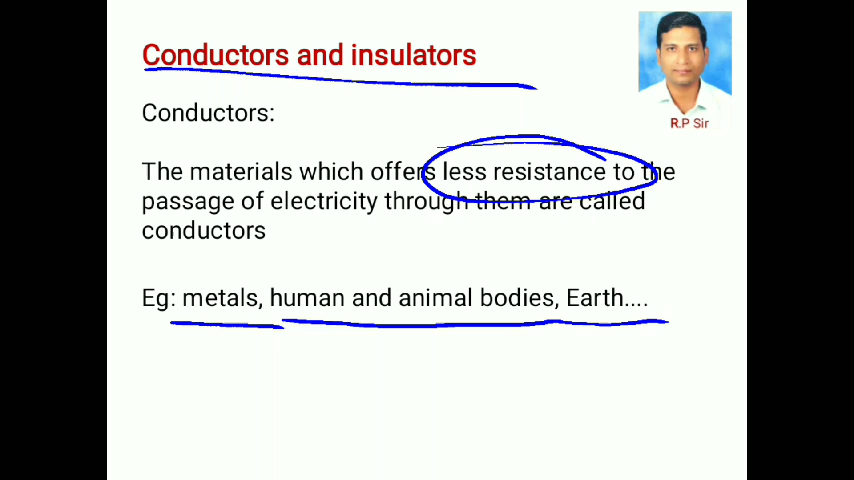 Conductors and insulators
R.P Sir
Conductors:
The materials which offers less resistance to the
passage of electricity through them are called
conductors
Eg: metals, human and animal bodies, Earth....